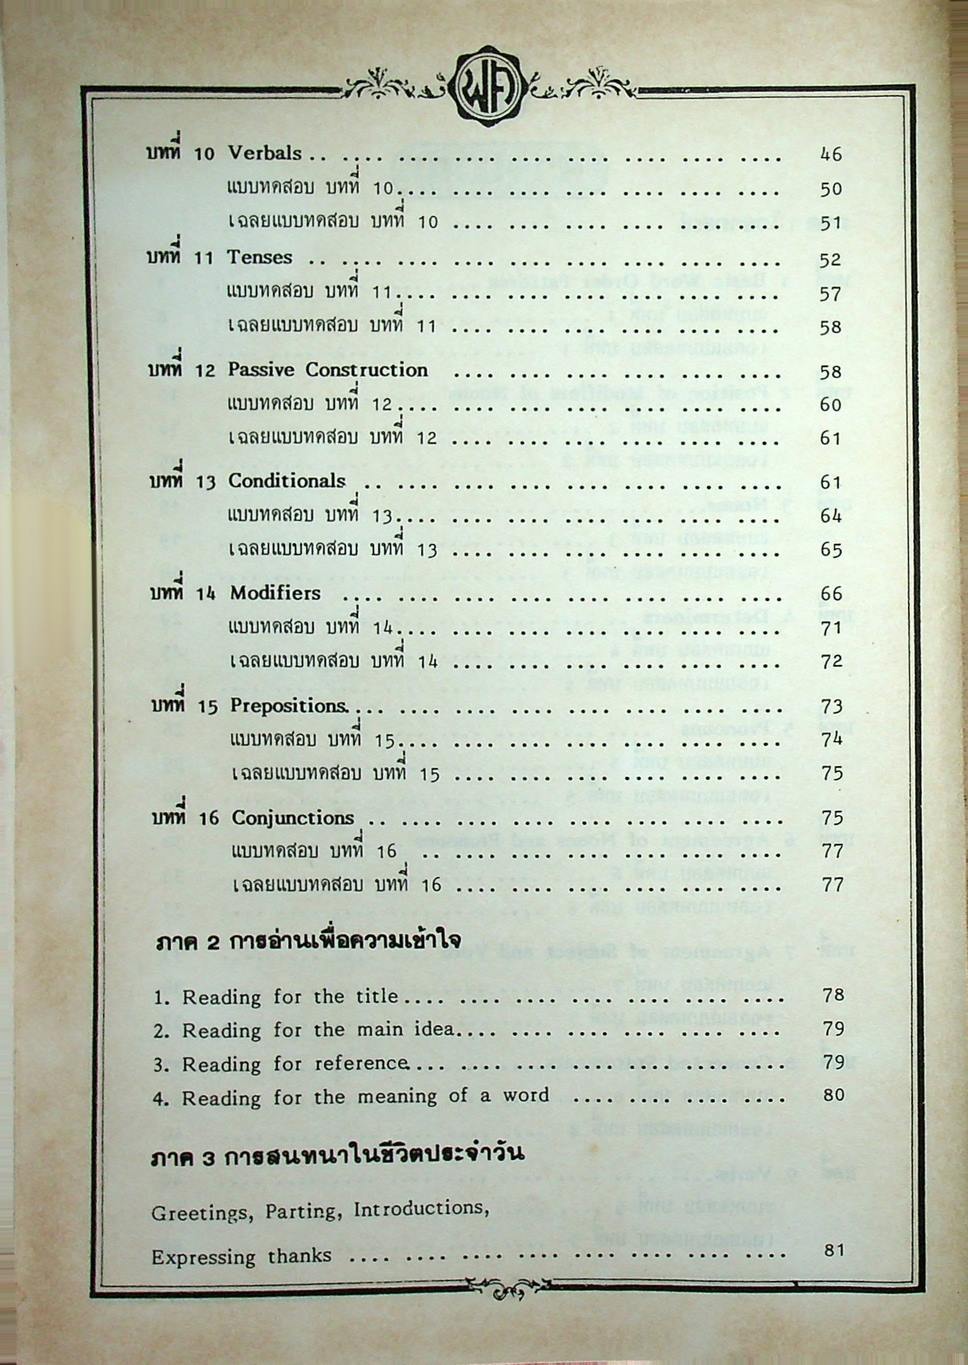 พค
บทที่ 10 Verbals .. .... .... .... .... .... .... .... .... 46
แบบทดสอบ บทที่ 10.... .... .... .... .... .... .... 50
เฉลยแบบทดสอบ บทที่ 10 .... .... .... .... .... .... 51
บทที่ 11 Tenses .. .... .... .... .... .... .... .... .... 52
แบบทดสอบ บทที่ 11.... .... .... .... .... .... .... 57
เฉลยแบบทดสอบ บทที่ 11 .... .... .... .... .... .... 58
บทที่ 12 Passive Construction .... .... .... .... .... .... 58
แบบทดสอบ บทที่ 12.... .... .... .... .... .... .... 60
เฉลยแบบทดสอบ บทที่ 12 .... .... .... .... .... .... 61
บทที่ 13 Conditionals .. .... .... .... .... .... .... .... 61
แบบทดสอบ บทที่ 13.... .... .... .... .... .... .... 64
เฉลยแบบทดสอบ บทที่ 13 .... .... .... .... .... .... 65
บทที่ 14 Modifiers .... .... .... .... .... .... .... .... 66
แบบทดสอบ บทที่ 14.... .... .... .... .... .... .... 71
เฉลยแบบทดสอบ บทที่ 14 .... .... .... .... .... .... 72
บทที่ 15 Prepositions.... .... .... .... .... .... .... .... 73
แบบทดสอบ บทที่ 15.... .... .... .... .... .... .... 74
เฉลยแบบทดสอบ บทที่ 15 .... .... .... .... .... .... 75
บทที่ 16 Conjunctions .. .... .... .... .... .... .... .... 75
แบบทดสอบ บทที่ 16 .. .... .... .... .... .... .... 77
เฉลยแบบทดสอบ บทที่ 16 .... .... .... .... .... .... 77
ภาค 2 การอ่านเพื่อความเข้าใจ
1. Reading for the title.... .... .... .... .... .... .... 78
2. Reading for the main idea.... .... .... .... .... .... 79
3. Reading for reference.... .... .... .... .... .... .... 79
4. Reading for the meaning of a word .... .... .... .... 80
ภาค 3 การสนทนาในชีวิตประจำวัน
Greetings, Parting, Introductions,
Expressing thanks .... .... .... .... .... .... .... .... 81